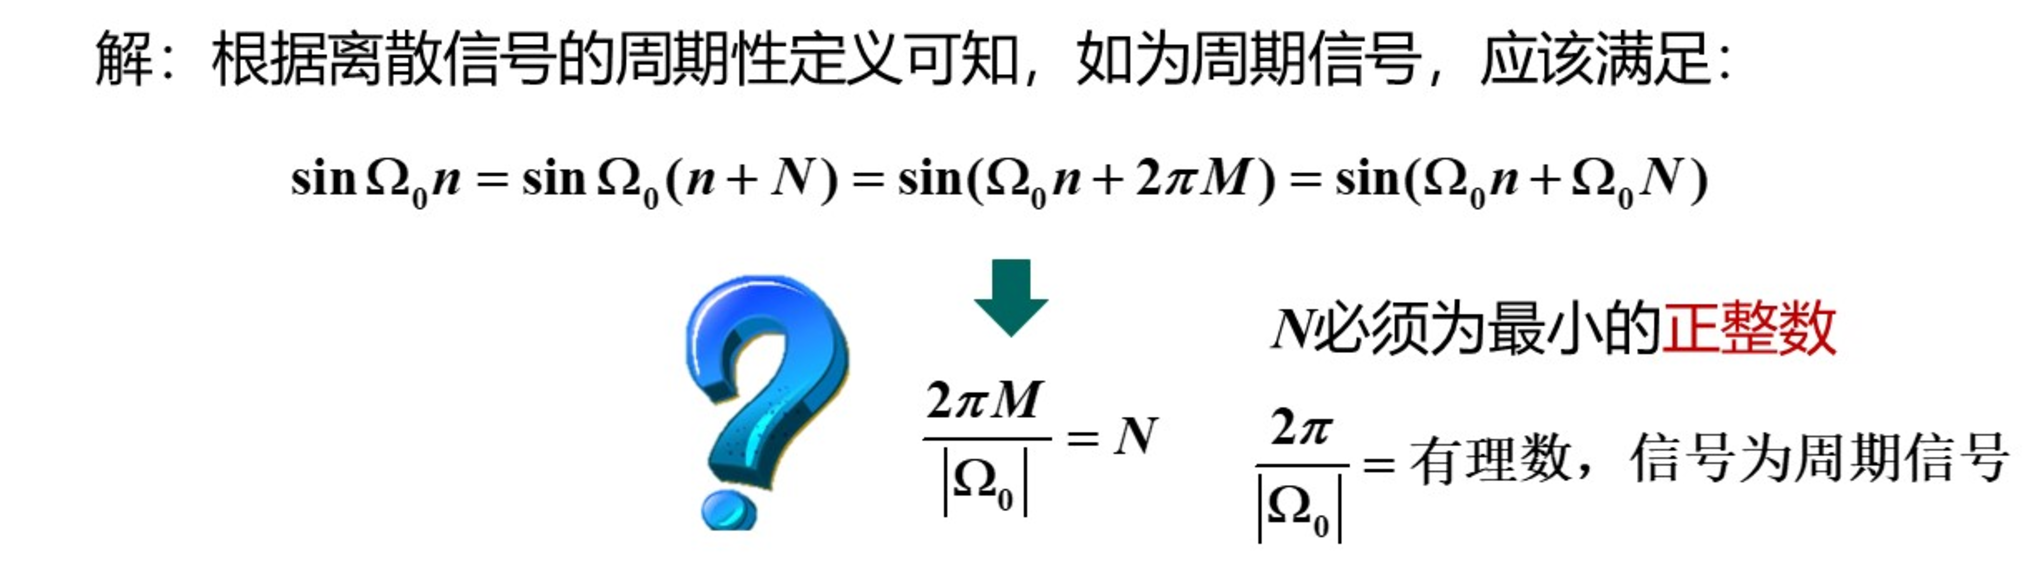 解：根据离散信号的周期性定义可知，如为周期信号，应该满足：
sin Ω₀n = sin Ω₀(n + N) = sin(Ω₀n + 2πM) = sin(Ω₀n + Ω₀N)
N必须为最小的正整数
2πM / |Ω₀| = N
2π / |Ω₀| = 有理数，信号为周期信号